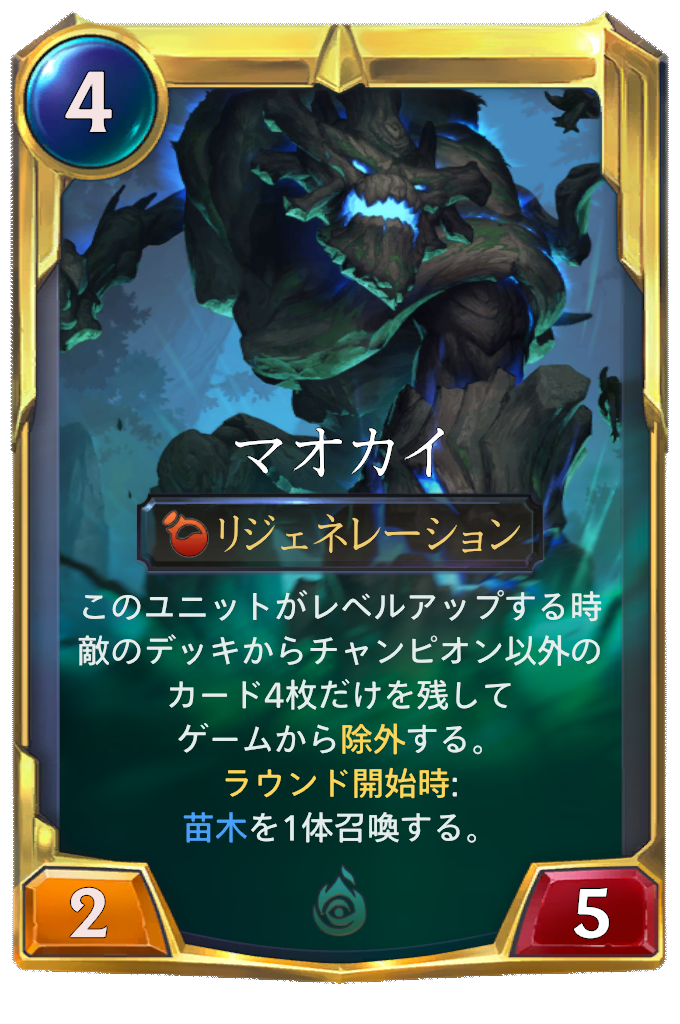 4
マオカイ
リジェネレーション
このユニットがレベルアップする時
敵のデッキからチャンピオン以外の
カード4枚だけを残して
ゲームから除外する。
ラウンド開始時:
苗木を1体召喚する。
2
5